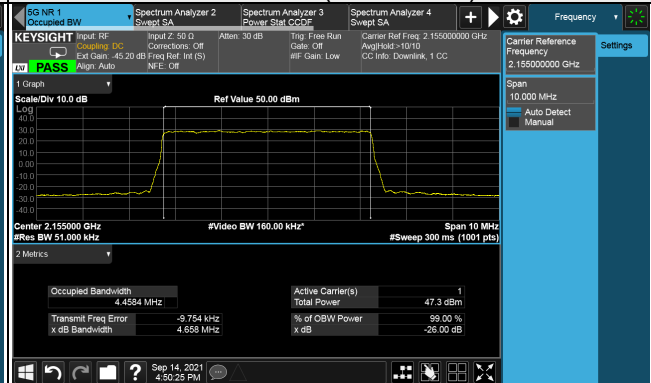 5G NR 1
Occupied BW
Spectrum Analyzer 2
Swept SA
Spectrum Analyzer 3
Power Stat CCDF
Spectrum Analyzer 4
Swept SA
Frequency
KEYSIGHT
Input: RF
Coupling: DC
Ext Gain: -45.20 dB
Align: Auto
Input Z: 50 Ω
Corrections: Off
Freq Ref: Int (S)
NFE: Off
Atten: 30 dB
Trig: Free Run
Gate: Off
#IF Gain: Low
Carrier Ref Freq: 2.155000000 GHz
Avg|Hold:>10/10
CC Info: Downlink, 1 CC
LXI
PASS
Carrier Reference
Frequency
2.155000000 GHz
Settings
Span
10.000 MHz
Auto Detect
Manual
1 Graph
Scale/Div 10.0 dB
Ref Value 50.00 dBm
Log
40.0
30.0
20.0
10.0
0.00
-10.0
-20.0
-30.0
-40.0
Center 2.155000 GHz
#Video BW 160.00 kHz*
Span 10 MHz
#Res BW 51.000 kHz
#Sweep 300 ms (1001 pts)
2 Metrics
Occupied Bandwidth
4.4584 MHz
Active Carrier(s) 1
Total Power 47.3 dBm
Transmit Freq Error -9.754 kHz
x dB Bandwidth 4.658 MHz
% of OBW Power 99.00 %
x dB -26.00 dB
?
Sep 14, 2021
4:50:25 PM